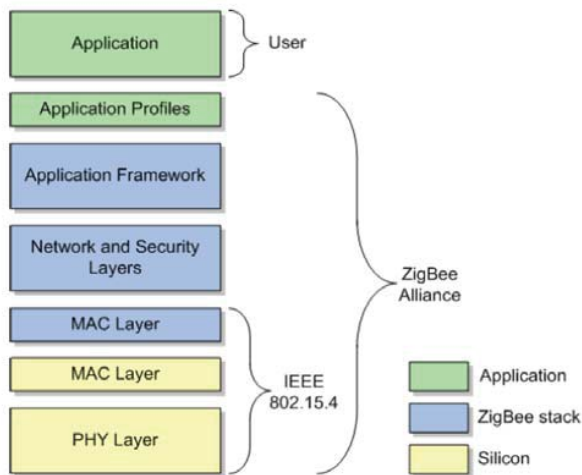 Application
User
Application Profiles
Application Framework
Network and Security
Layers
ZigBee
Alliance
MAC Layer
MAC Layer
IEEE
802.15.4
PHY Layer
Application
ZigBee stack
Silicon